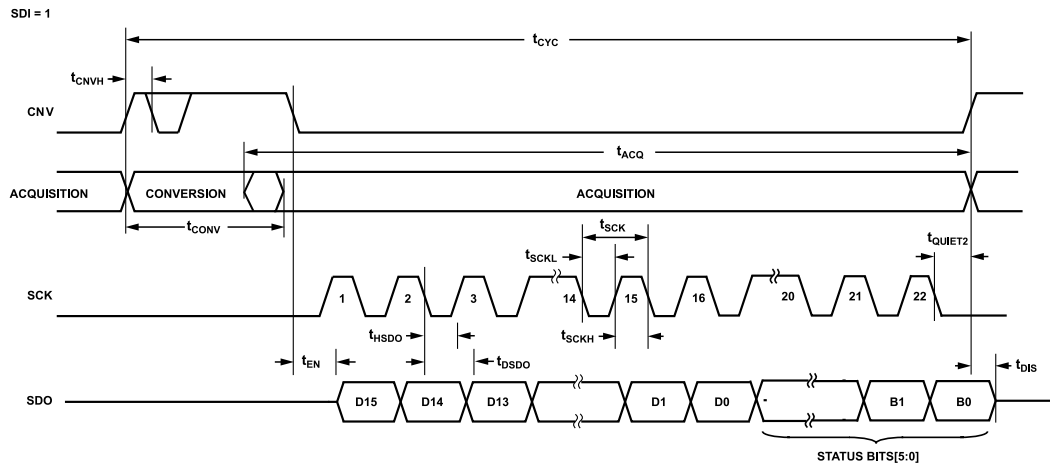 SDI = 1
tCYC
tCNVH
CNV
tACQ
ACQUISITION CONVERSION ACQUISITION
tCONV
tSCK
tSCKL
tQUIET2
SCK
1 2 3 14 15 16 20 21 22
tHSDO
tSCKH
tEN
tDSDO
tDIS
SDO
D15 D14 D13 D1 D0 - B1 B0
STATUS BITS[5:0]